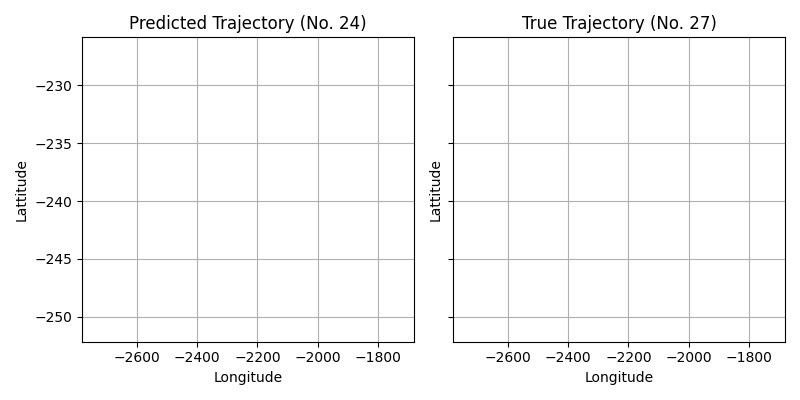 Predicted Trajectory (No. 24)
True Trajectory (No. 27)
Lattitude
−230
−235
−240
−245
−250
−2600 −2400 −2200 −2000 −1800
Longitude
Lattitude
−2600 −2400 −2200 −2000 −1800
Longitude